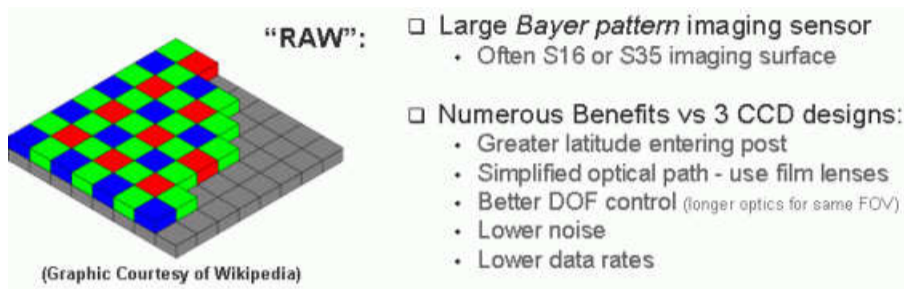 “RAW”:
❑ Large Bayer pattern imaging sensor
• Often S16 or S35 imaging surface
❑ Numerous Benefits vs 3 CCD designs:
• Greater latitude entering post
• Simplified optical path - use film lenses
• Better DOF control (longer optics for same FOV)
• Lower noise
• Lower data rates
(Graphic Courtesy of Wikipedia)